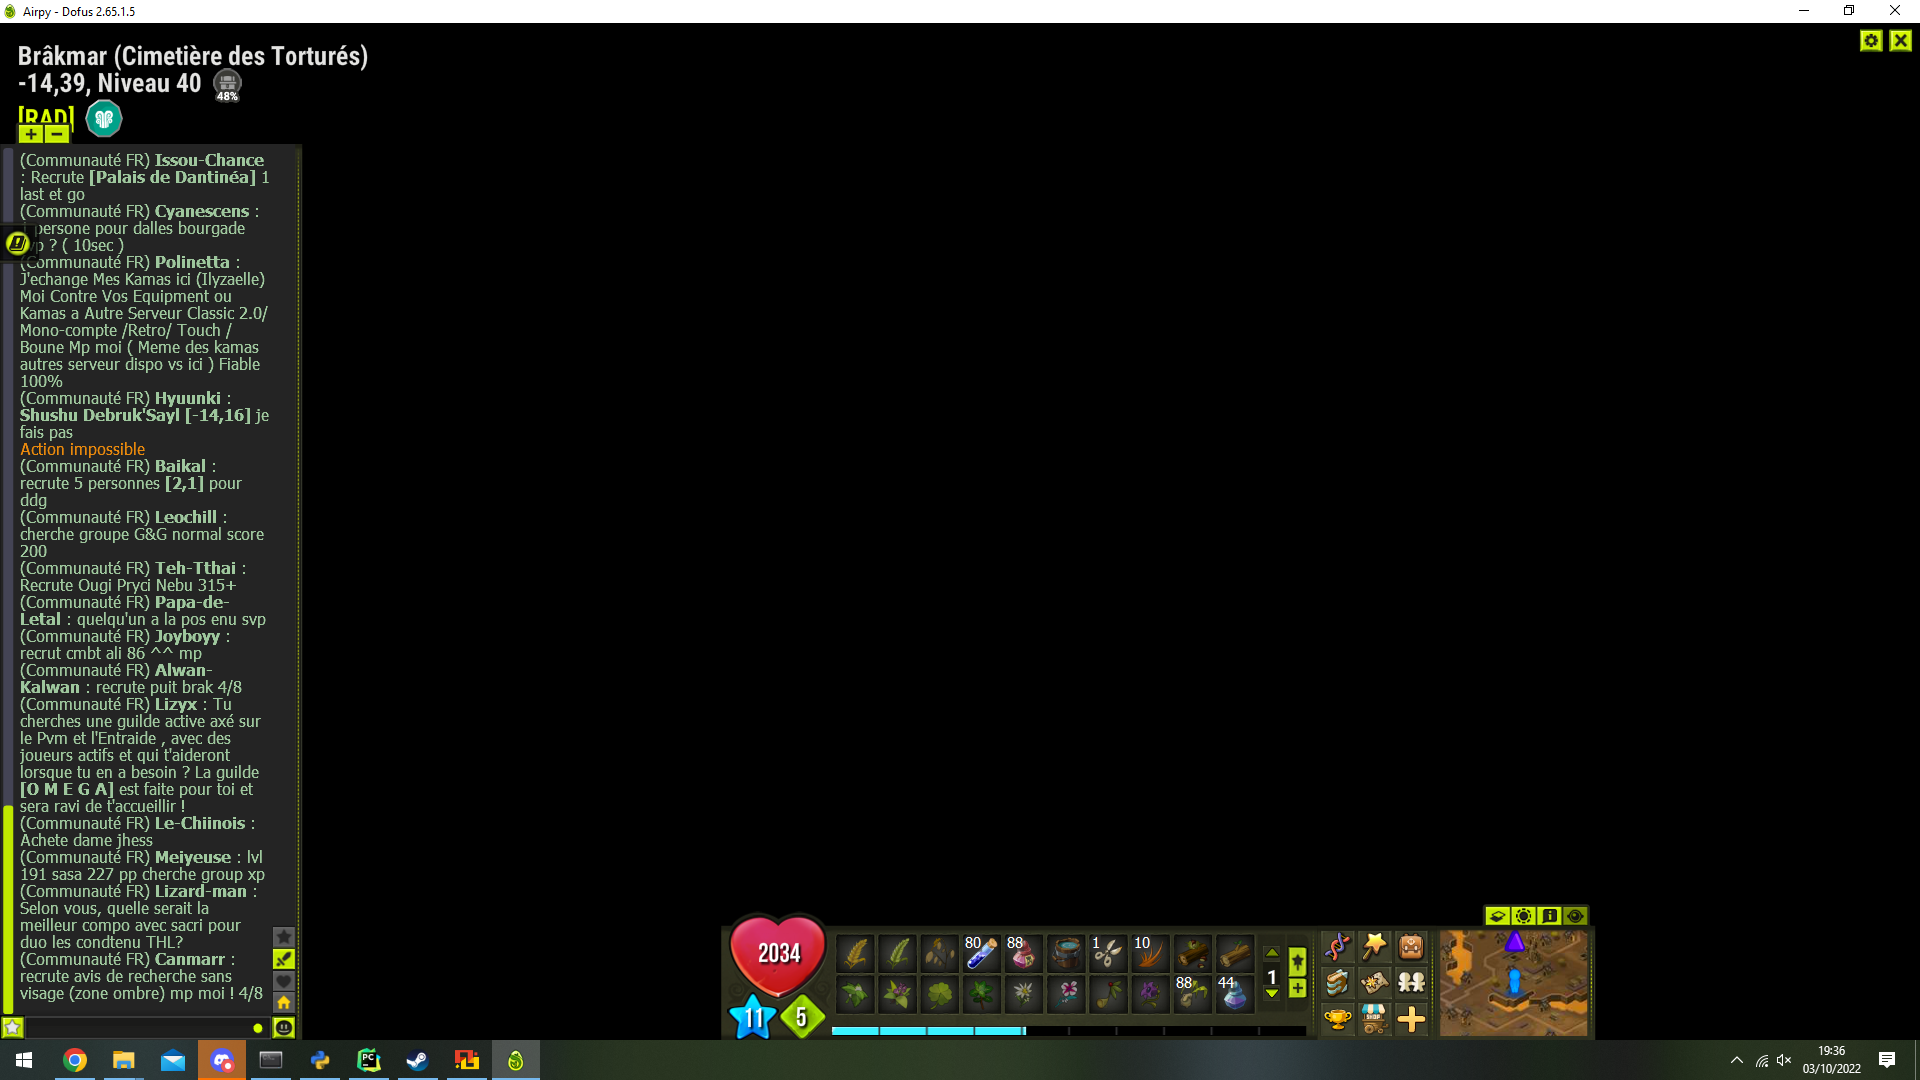 Airpy - Dofus 2.65.1.5
Brâkmar (Cimetière des Torturés)
-14,39, Niveau 40
48%
[RAD]
(Communauté FR) Issou-Chance
: Recrute [Palais de Dantinéa] 1
last et go
(Communauté FR) Cyanescens :
persone pour dalles bourgade
? ( 10sec )
(Communauté FR) Polinetta :
J'echange Mes Kamas ici (Ilyzaelle)
Moi Contre Vos Equipment ou
Kamas a Autre Serveur Classic 2.0/
Mono-compte /Retro/ Touch /
Boune Mp moi ( Meme des kamas
autres serveur dispo vs ici ) Fiable
100%
(Communauté FR) Hyuunki :
Shushu Debruk'Sayl [-14,16] je
fais pas
Action impossible
(Communauté FR) Baikal :
recrute 5 personnes [2,1] pour
ddg
(Communauté FR) Leochill :
cherche groupe G&G normal score
200
(Communauté FR) Teh-Tthai :
Recrute Ougi Pryci Nebu 315+
(Communauté FR) Papa-de-
Letal : quelqu'un a la pos enu svp
(Communauté FR) Joyboyy :
recrut cmbt ali 86 ^^ mp
(Communauté FR) Alwan-
Kalwan : recrute puit brak 4/8
(Communauté FR) Lizyx : Tu
cherches une guilde active axé sur
le Pvm et l'Entraide , avec des
joueurs actifs et qui t'aideront
lorsque tu en a besoin ? La guilde
[O M E G A] est faite pour toi et
sera ravi de t'accueillir !
(Communauté FR) Le-Chiinois :
Achete dame jhess
(Communauté FR) Meiyeuse : lvl
191 sasa 227 pp cherche group xp
(Communauté FR) Lizard-man :
Selon vous, quelle serait la
meilleur compo avec sacri pour
duo les condtenu THL?
(Communauté FR) Canmarr :
recrute avis de recherche sans
visage (zone ombre) mp moi ! 4/8
2034
11
5
80
88
1
10
88
44
1
SHOP
PC
19:36
03/10/2022